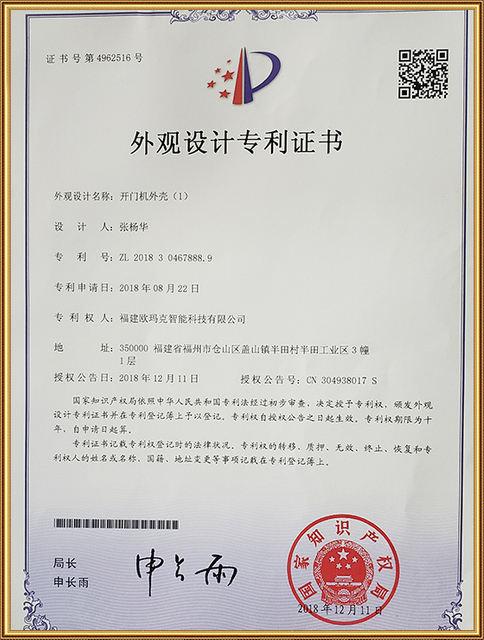 证书号第4962516号
外观设计专利证书
外观设计名称：开门机外壳（1）
设计人：张杨华
专利号：ZL 2018 3 0467888.9
专利申请日：2018年08月22日
专利权人：福建欧玛克智能科技有限公司
地址：350000 福建省福州市仓山区盖山镇半田村半田工业区3幢
1层
授权公告日：2018年12月11日 授权公告号：CN 304938017 S
国家知识产权局依照中华人民共和国专利法经过初步审查，决定授予专利权，颁发外观
设计专利证书并在专利登记簿上予以登记。专利权自授权公告之日起生效。专利权期限为十
年，自申请日起算。
专利证书记载专利权登记时的法律状况。专利权的转移、质押、无效、终止、恢复和专
利权人的姓名或名称、国籍、地址变更等事项记载在专利登记簿上。
局长
申长雨
申长雨
国家知识产权局
2018年12月11日